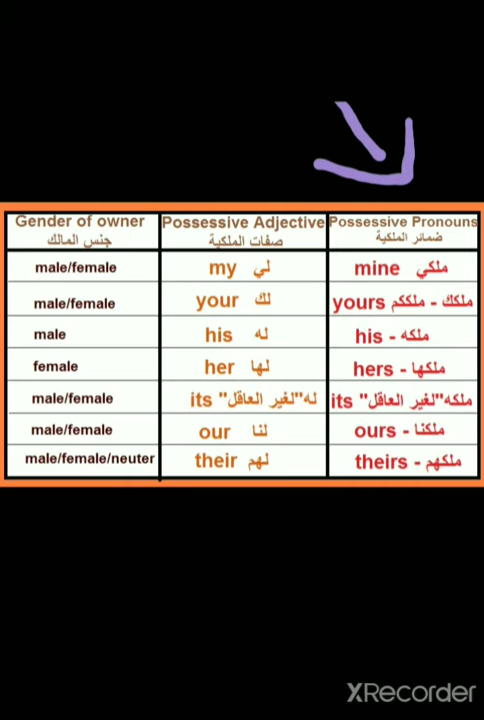 Gender of owner Possessive Adjective Possessive Pronouns
جنس المالك صفات الملكية ضمائر الملكية
male/female my لي mine ملكي
male/female your لك yours ملكك - ملككم
male his له his - ملكه
female her لها hers - ملكها
male/female its "له"لغير العاقل its "ملكه"لغير العاقل
male/female our لنا ours - ملكنا
male/female/neuter their لهم theirs - ملكهم
XRecorder